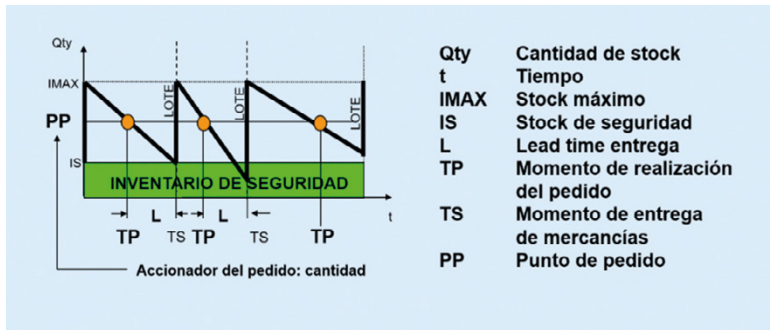 Qty
IMAX
LOTE
LOTE
LOTE
PP
IS
INVENTARIO DE SEGURIDAD
L
L
t
TP
TS
TP
TS
TP
Accionador del pedido: cantidad
Qty Cantidad de stock
t Tiempo
IMAX Stock máximo
IS Stock de seguridad
L Lead time entrega
TP Momento de realización
del pedido
TS Momento de entrega
de mercancías
PP Punto de pedido